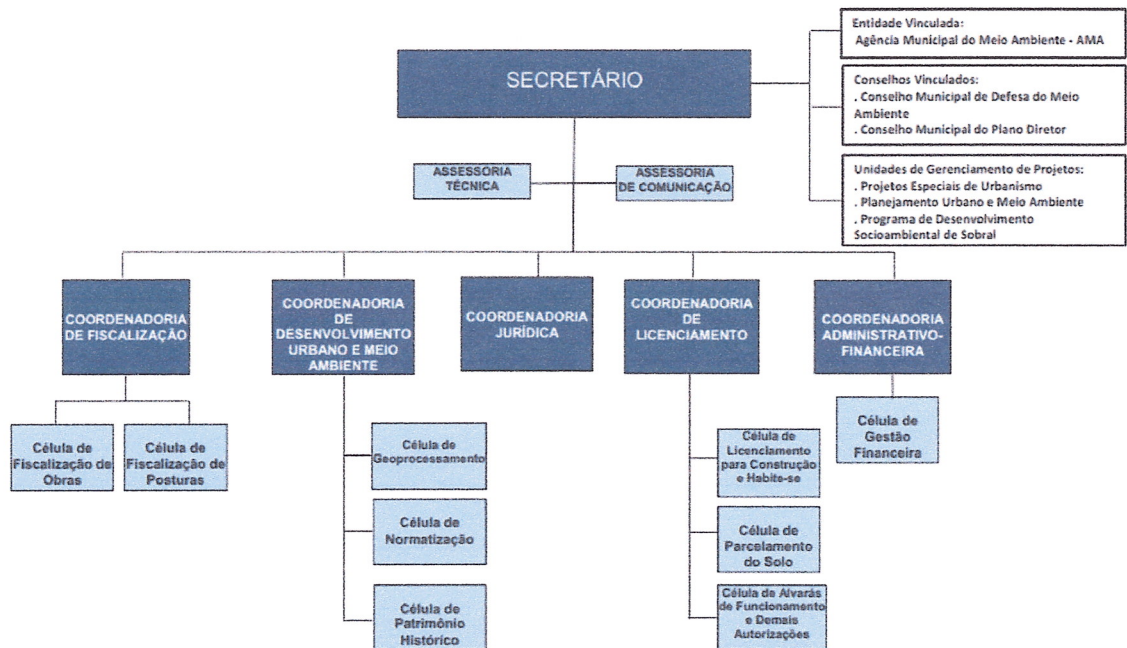 SECRETÁRIO
Entidade Vinculada:
Agência Municipal do Meio Ambiente - AMA
Conselhos Vinculados:
. Conselho Municipal de Defesa do Meio
Ambiente
. Conselho Municipal do Plano Diretor
Unidades de Gerenciamento de Projetos:
. Projetos Especiais de Urbanismo
. Planejamento Urbano e Meio Ambiente
. Programa de Desenvolvimento
Socioambiental de Sobral
ASSESSORIA
TÉCNICA
ASSESSORIA
DE COMUNICAÇÃO
COORDENADORIA
DE FISCALIZAÇÃO
COORDENADORIA
DE
DESENVOLVIMENTO
URBANO E MEIO
AMBIENTE
COORDENADORIA
JURÍDICA
COORDENADORIA
DE
LICENCIAMENTO
COORDENADORIA
ADMINISTRATIVO-
FINANCEIRA
Célula de
Fiscalização de
Obras
Célula de
Fiscalização de
Posturas
Célula de
Geoprocessamento
Célula de
Normatização
Célula de
Patrimônio
Histórico
Célula de
Licenciamento
para Construção
e Habite-se
Célula de
Parcelamento
do Solo
Célula de Alvarás
de Funcionamento
e Demais
Autorizações
Célula de
Gestão
Financeira